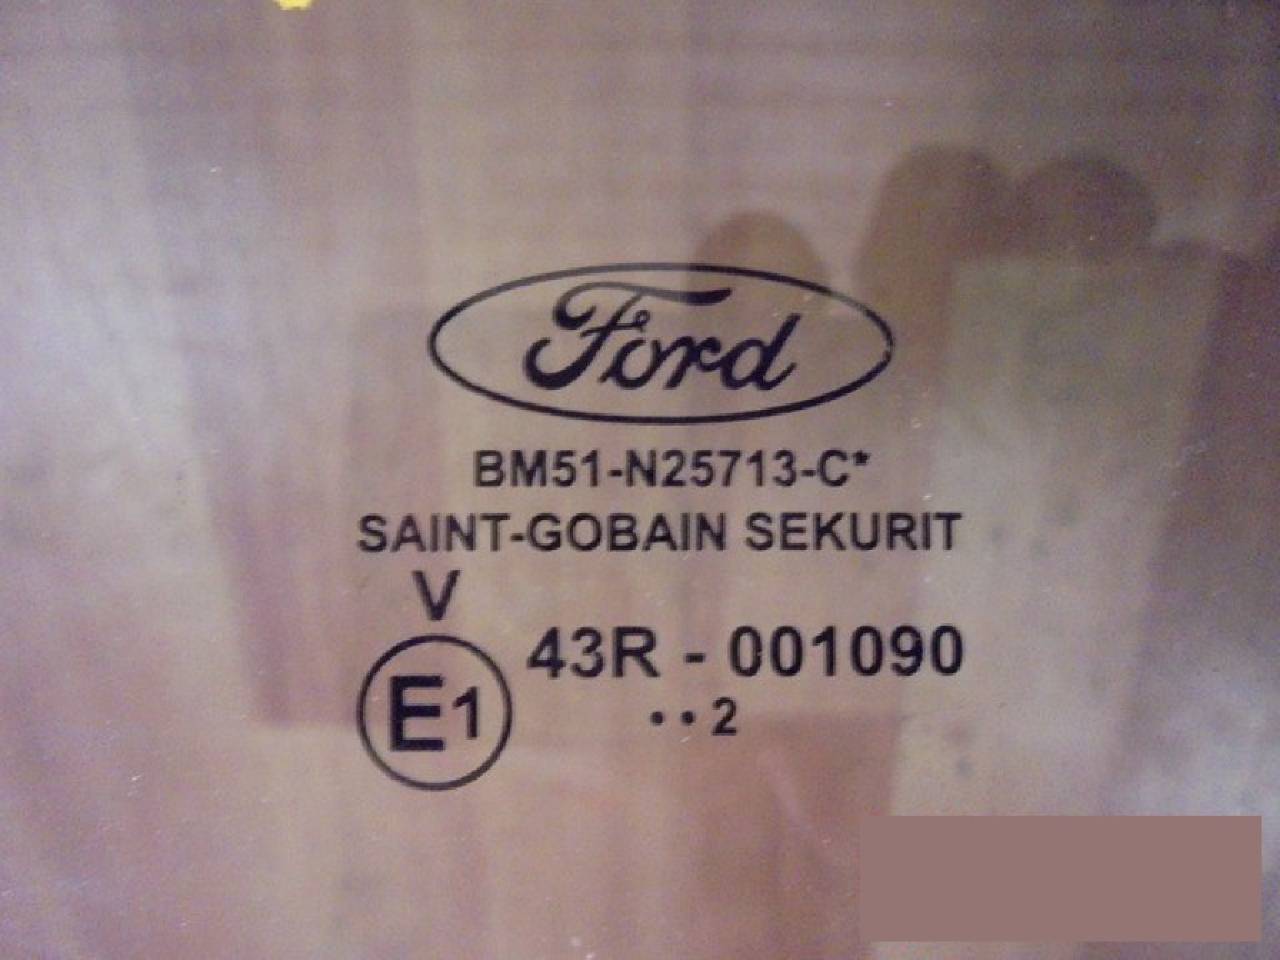 Ford
BM51-N25713-C*
SAINT-GOBAIN SEKURIT
V
43R - 001090
E1
··2